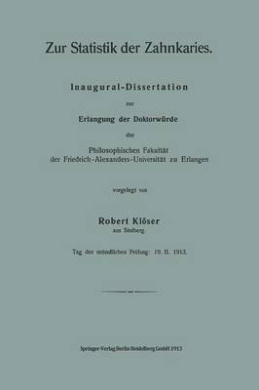 Zur Statistik der Zahnkaries.
Inaugural-Dissertation
zur
Erlangung der Doktorwürde
der
Philosophischen Fakultät
der Friedrich-Alexanders-Universität zu Erlangen
vorgelegt von
Robert Klöser
aus
Tag der mündlichen Prüfung: 19. II. 1913.
Springer-Verlag Berlin Heidelberg GmbH 1913